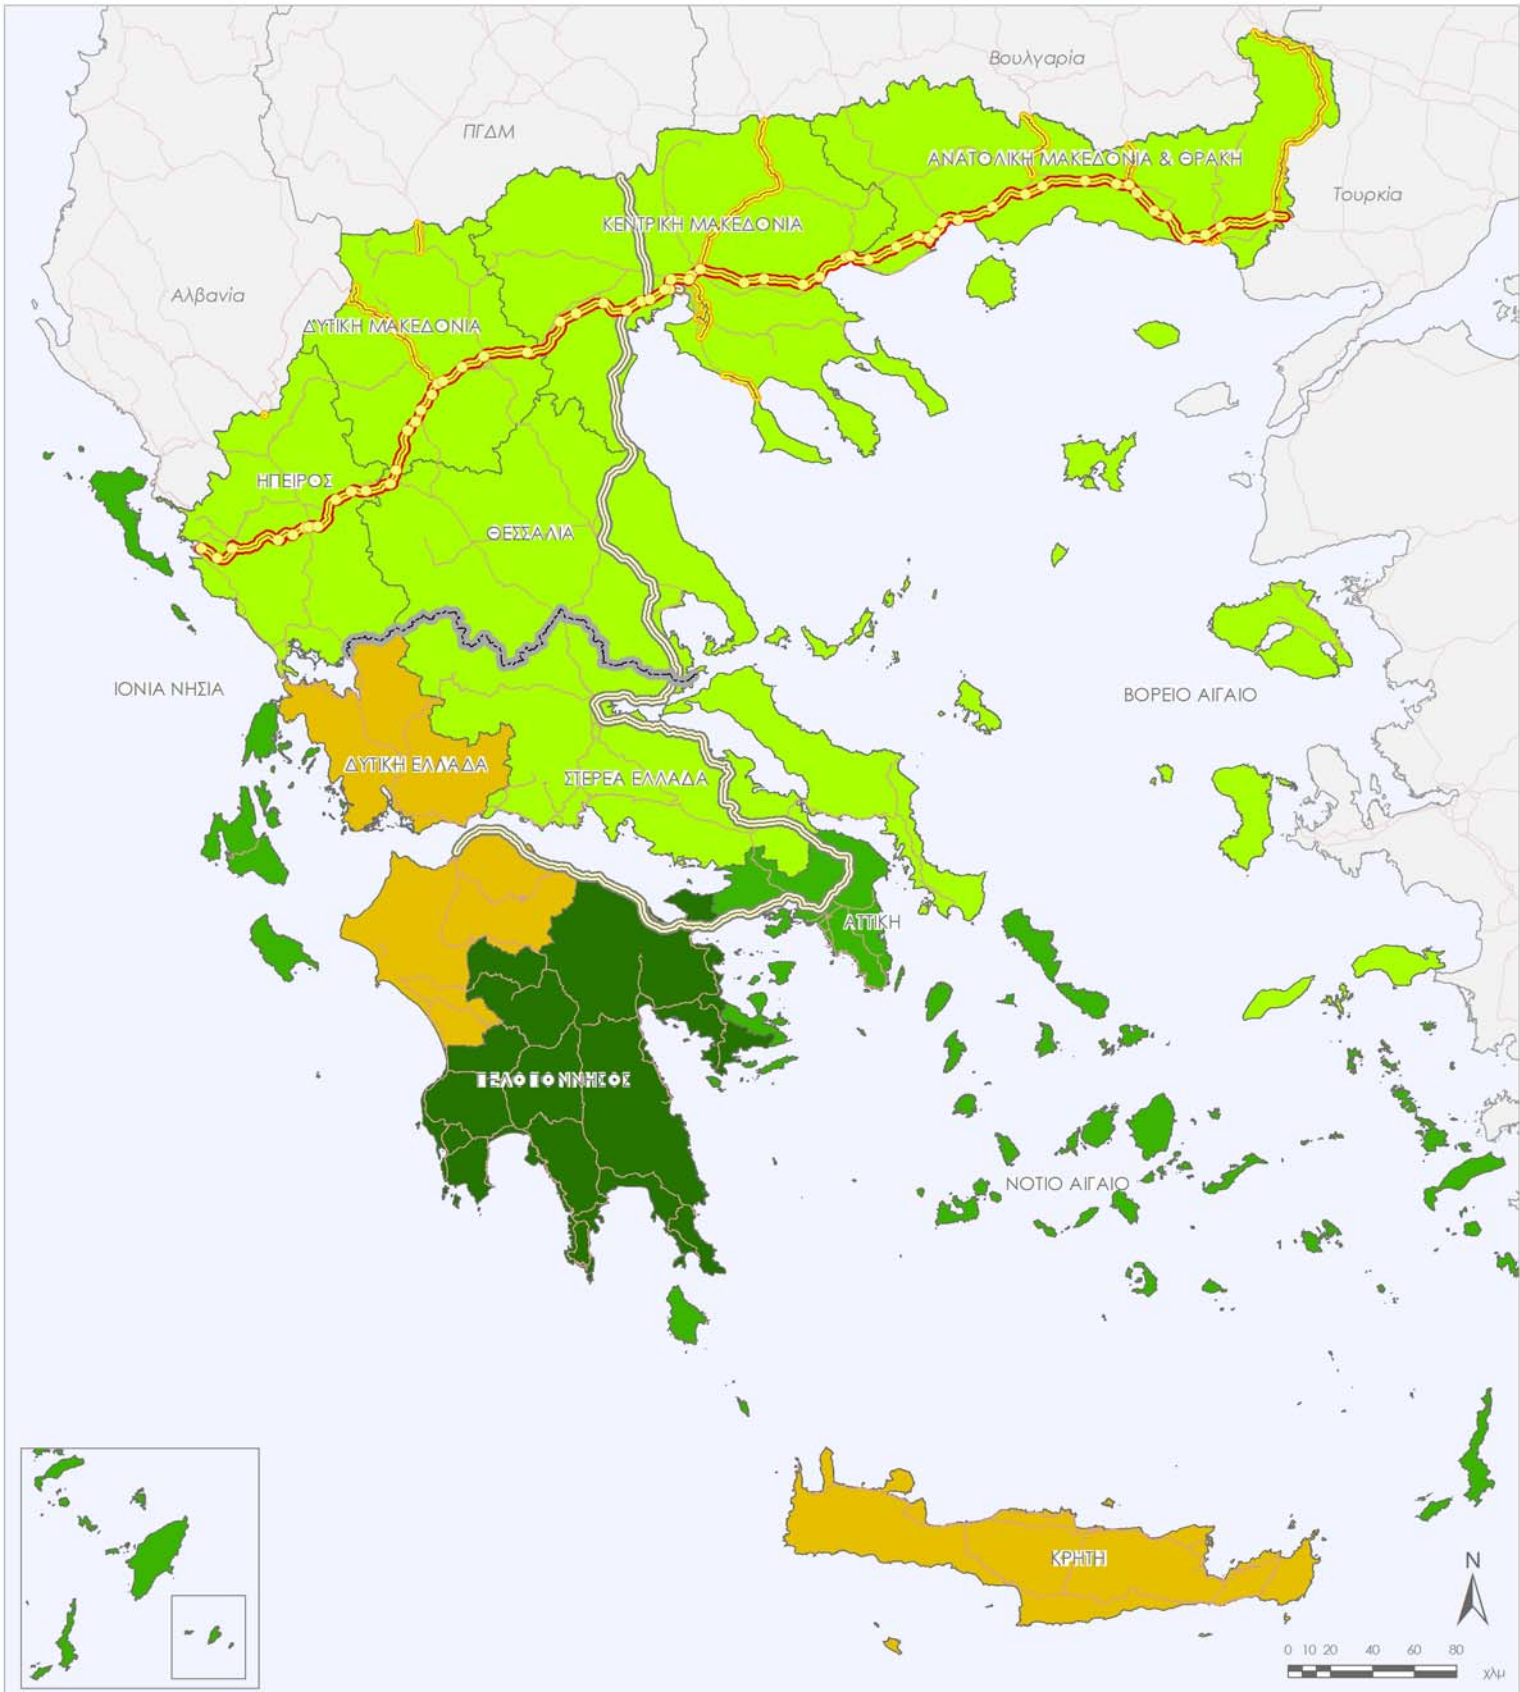 Βουλγαρία
ΠΓΔΜ
ΑΝΑΤΟΛΙΚΗ ΜΑΚΕΔΟΝΙΑ & ΘΡΑΚΗ
Τουρκία
ΚΕΝΤΡΙΚΗ ΜΑΚΕΔΟΝΙΑ
Αλβανία
ΔΥΤΙΚΗ ΜΑΚΕΔΟΝΙΑ
ΗΠΕΙΡΟΣ
ΘΕΣΣΑΛΙΑ
ΙΟΝΙΑ ΝΗΣΙΑ
ΒΟΡΕΙΟ ΑΙΓΑΙΟ
ΔΥΤΙΚΗ ΕΛΛΑΔΑ
ΣΤΕΡΕΑ ΕΛΛΑΔΑ
ΑΤΤΙΚΗ
ΠΕΛΟΠΟΝΝΗΣΟΣ
ΝΟΤΙΟ ΑΙΓΑΙΟ
ΚΡΗΤΗ
N
0 10 20 40 60 80
χλμ